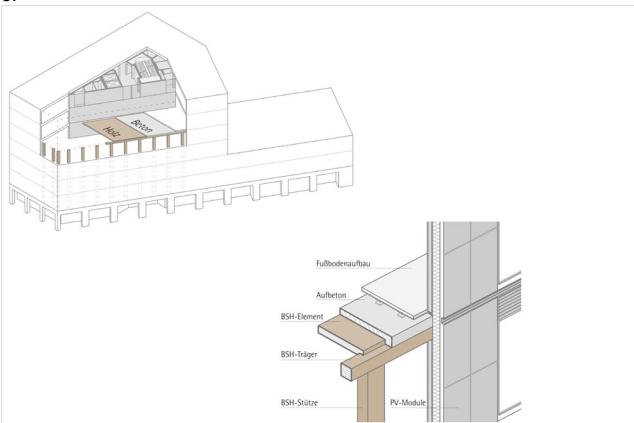 Holz
Beton
Fußbodenaufbau
Aufbeton
BSH-Element
BSH-Träger
BSH-Stütze
PV-Module